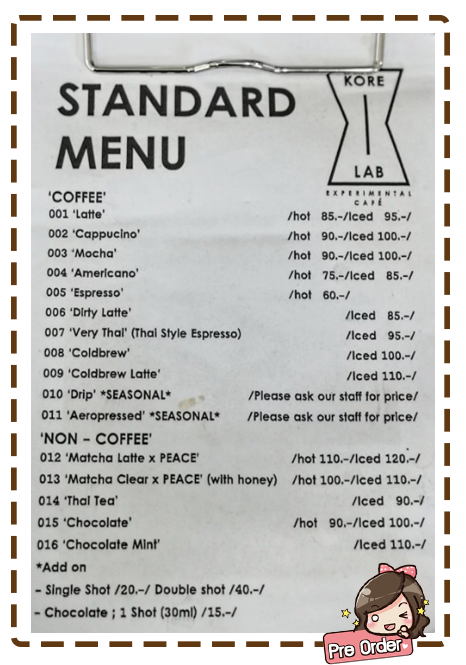 STANDARD
MENU
KORE
LAB
EXPERIMENTAL
CAFÉ
'COFFEE'
001 'Latte' /hot 85.-/Iced 95.-/
002 'Cappucino' /hot 90.-/Iced 100.-/
003 'Mocha' /hot 90.-/Iced 100.-/
004 'Americano' /hot 75.-/Iced 85.-/
005 'Espresso' /hot 60.-/
006 'Dirty Latte' /Iced 85.-/
007 'Very Thai' (Thai Style Espresso) /Iced 95.-/
008 'Coldbrew' /Iced 100.-/
009 'Coldbrew Latte' /Iced 110.-/
010 'Drip' *SEASONAL* /Please ask our staff for price/
011 'Aeropressed' *SEASONAL* /Please ask our staff for price/
'NON – COFFEE'
012 'Matcha Latte x PEACE' /hot 110.-/Iced 120.-/
013 'Matcha Clear x PEACE' (with honey) /hot 100.-/Iced 110.-/
014 'Thai Tea' /Iced 90.-/
015 'Chocolate' /hot 90.-/Iced 100.-/
016 'Chocolate Mint' /Iced 110.-/
*Add on
- Single Shot /20.-/ Double shot /40.-/
- Chocolate ; 1 Shot (30ml) /15.-/
Pre Order